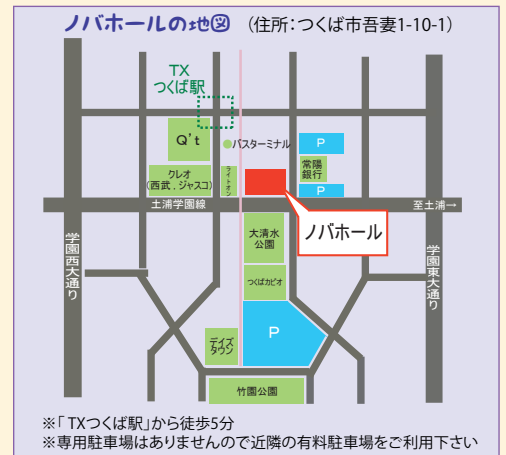 ノバホールの地図 (住所：つくば市吾妻1-10-1)
TX
つくば駅
Q't
バスターミナル
P
クレオ
(西武．ジャスコ)
ライトオン
常陽
銀行
P
土浦学園線
至土浦→
ノバホール
大清水
公園
学園西大通り
学園東大通り
つくばカピオ
P
デイズ
タウン
竹園公園
※「TXつくば駅」から徒歩5分
※専用駐車場はありませんので近隣の有料駐車場をご利用下さい